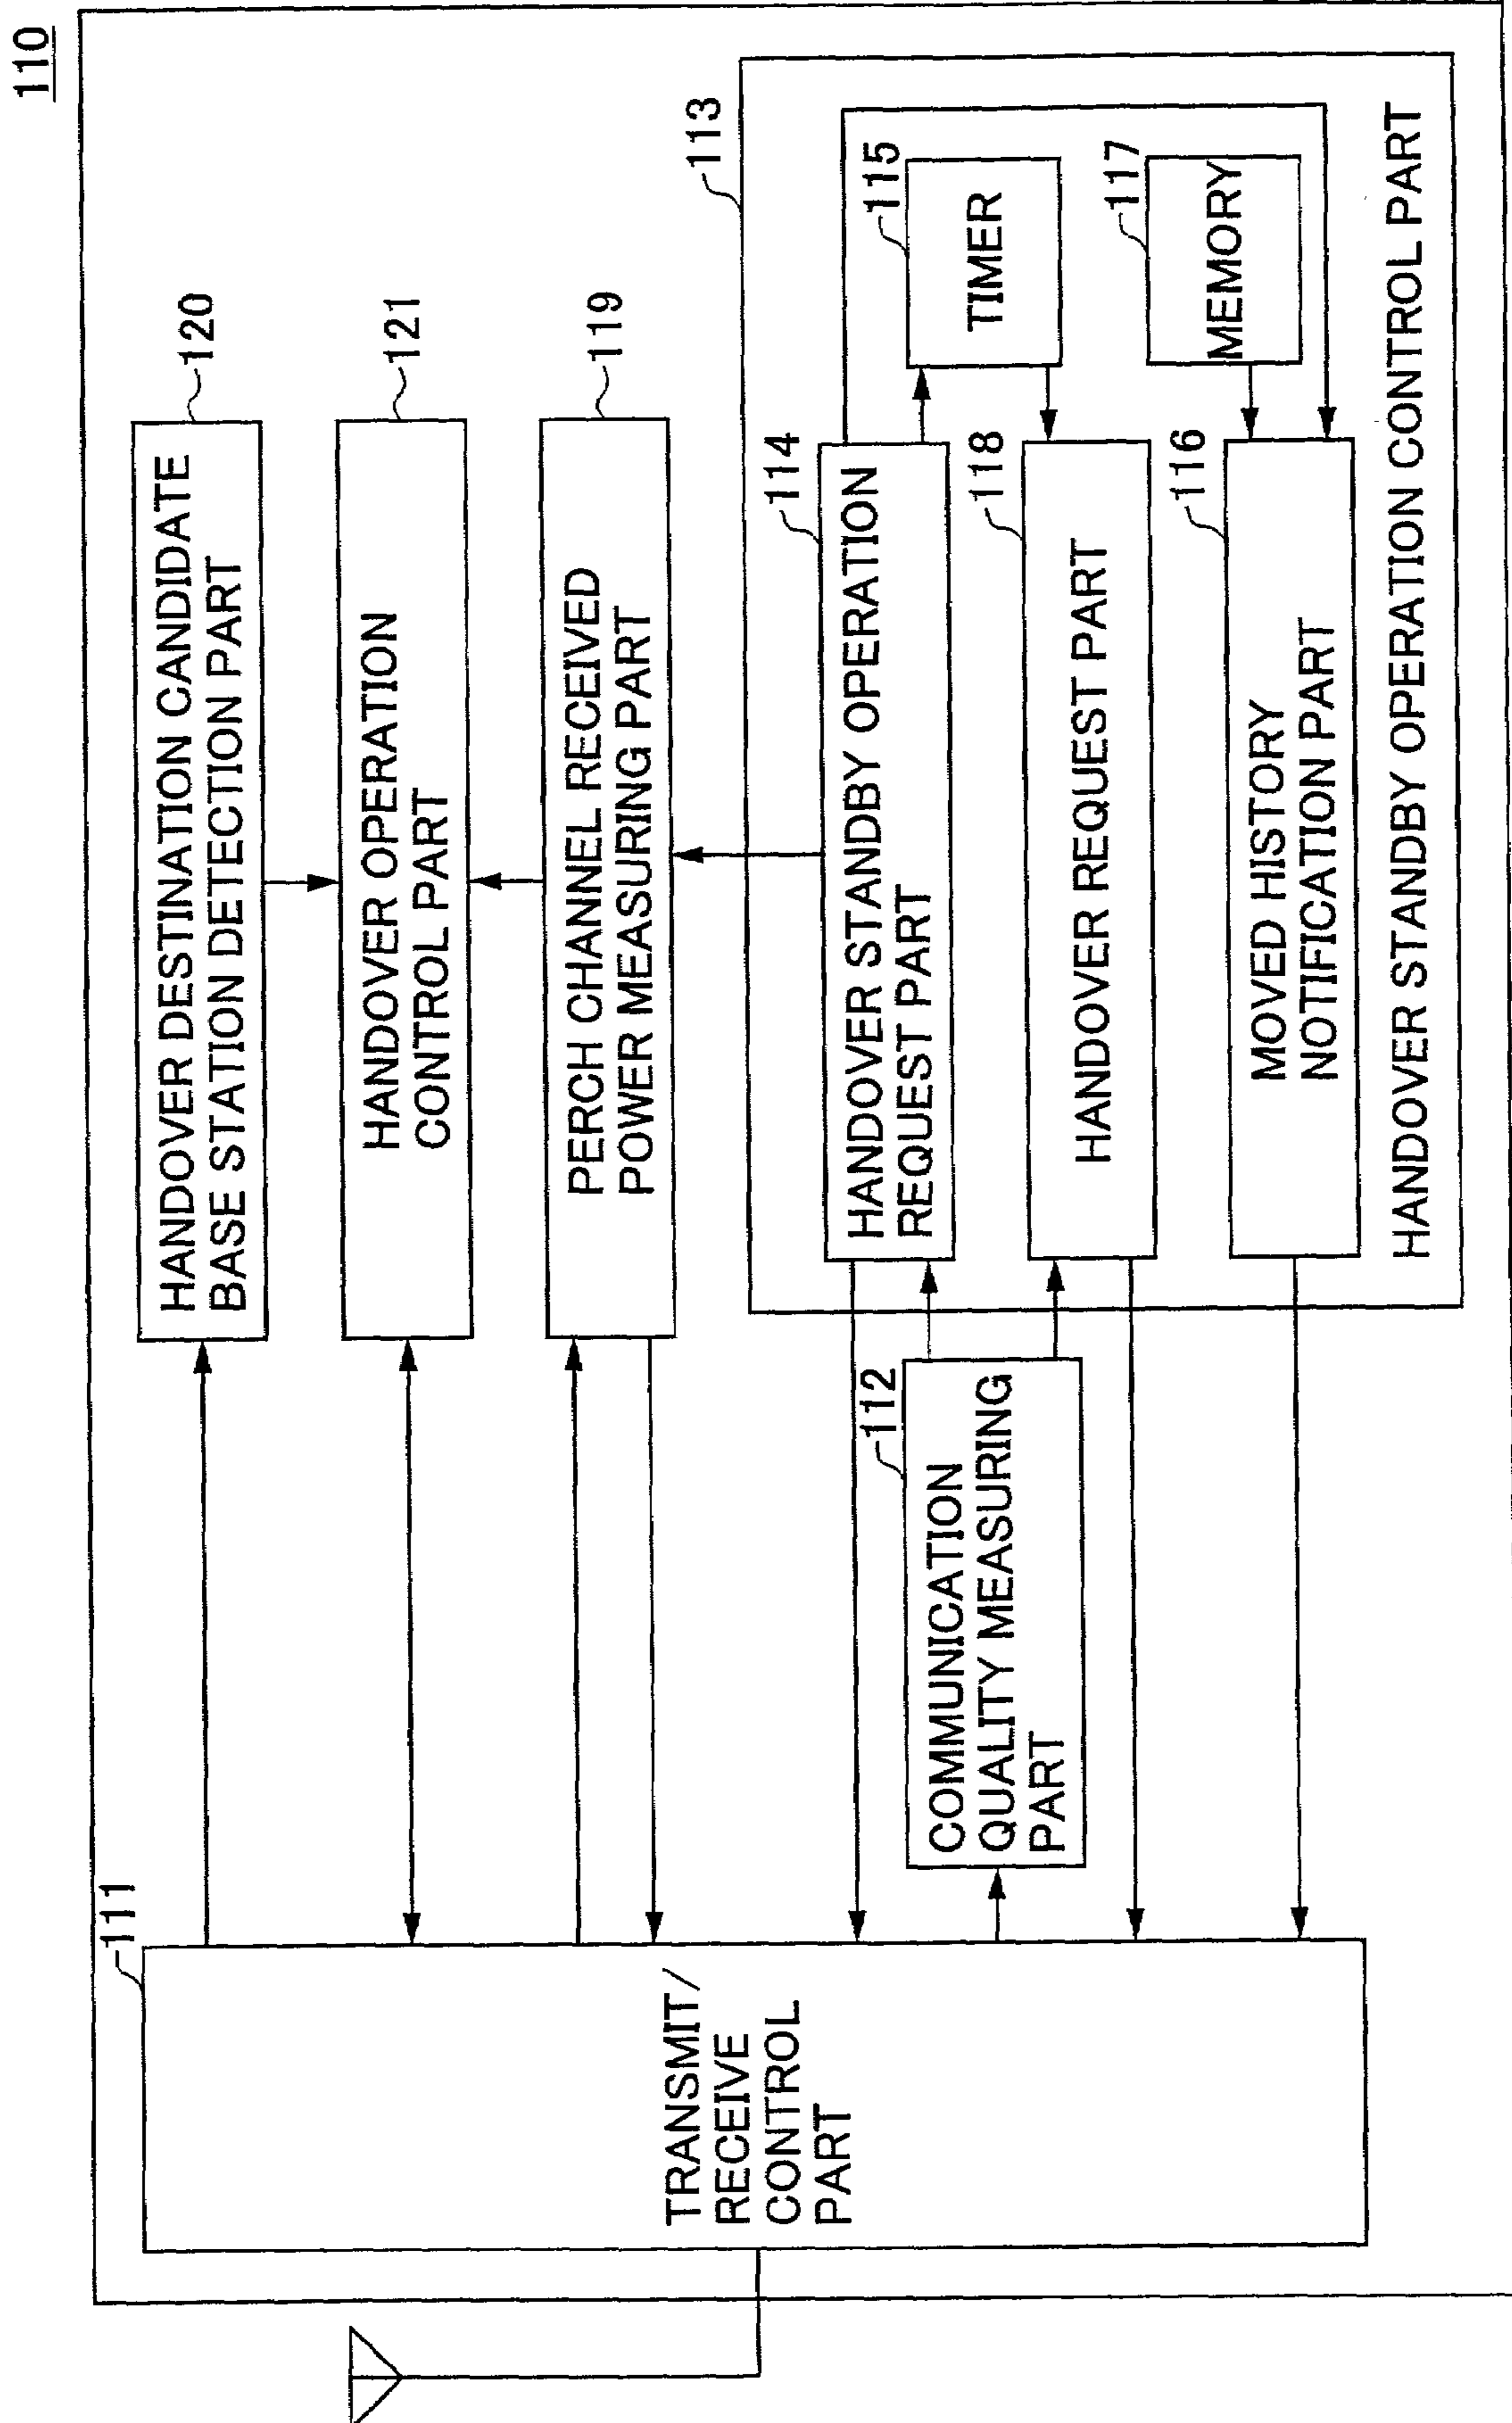 110
111
TRANSMIT/
RECEIVE
CONTROL
PART
HANDOVER DESTINATION CANDIDATE
BASE STATION DETECTION PART
120
HANDOVER OPERATION
CONTROL PART
121
PERCH CHANNEL RECEIVED
POWER MEASURING PART
119
113
112
COMMUNICATION
QUALITY MEASURING
PART
114
HANDOVER STANDBY OPERATION
REQUEST PART
115
TIMER
118
HANDOVER REQUEST PART
117
MEMORY
116
MOVED HISTORY
NOTIFICATION PART
HANDOVER STANDBY OPERATION CONTROL PART